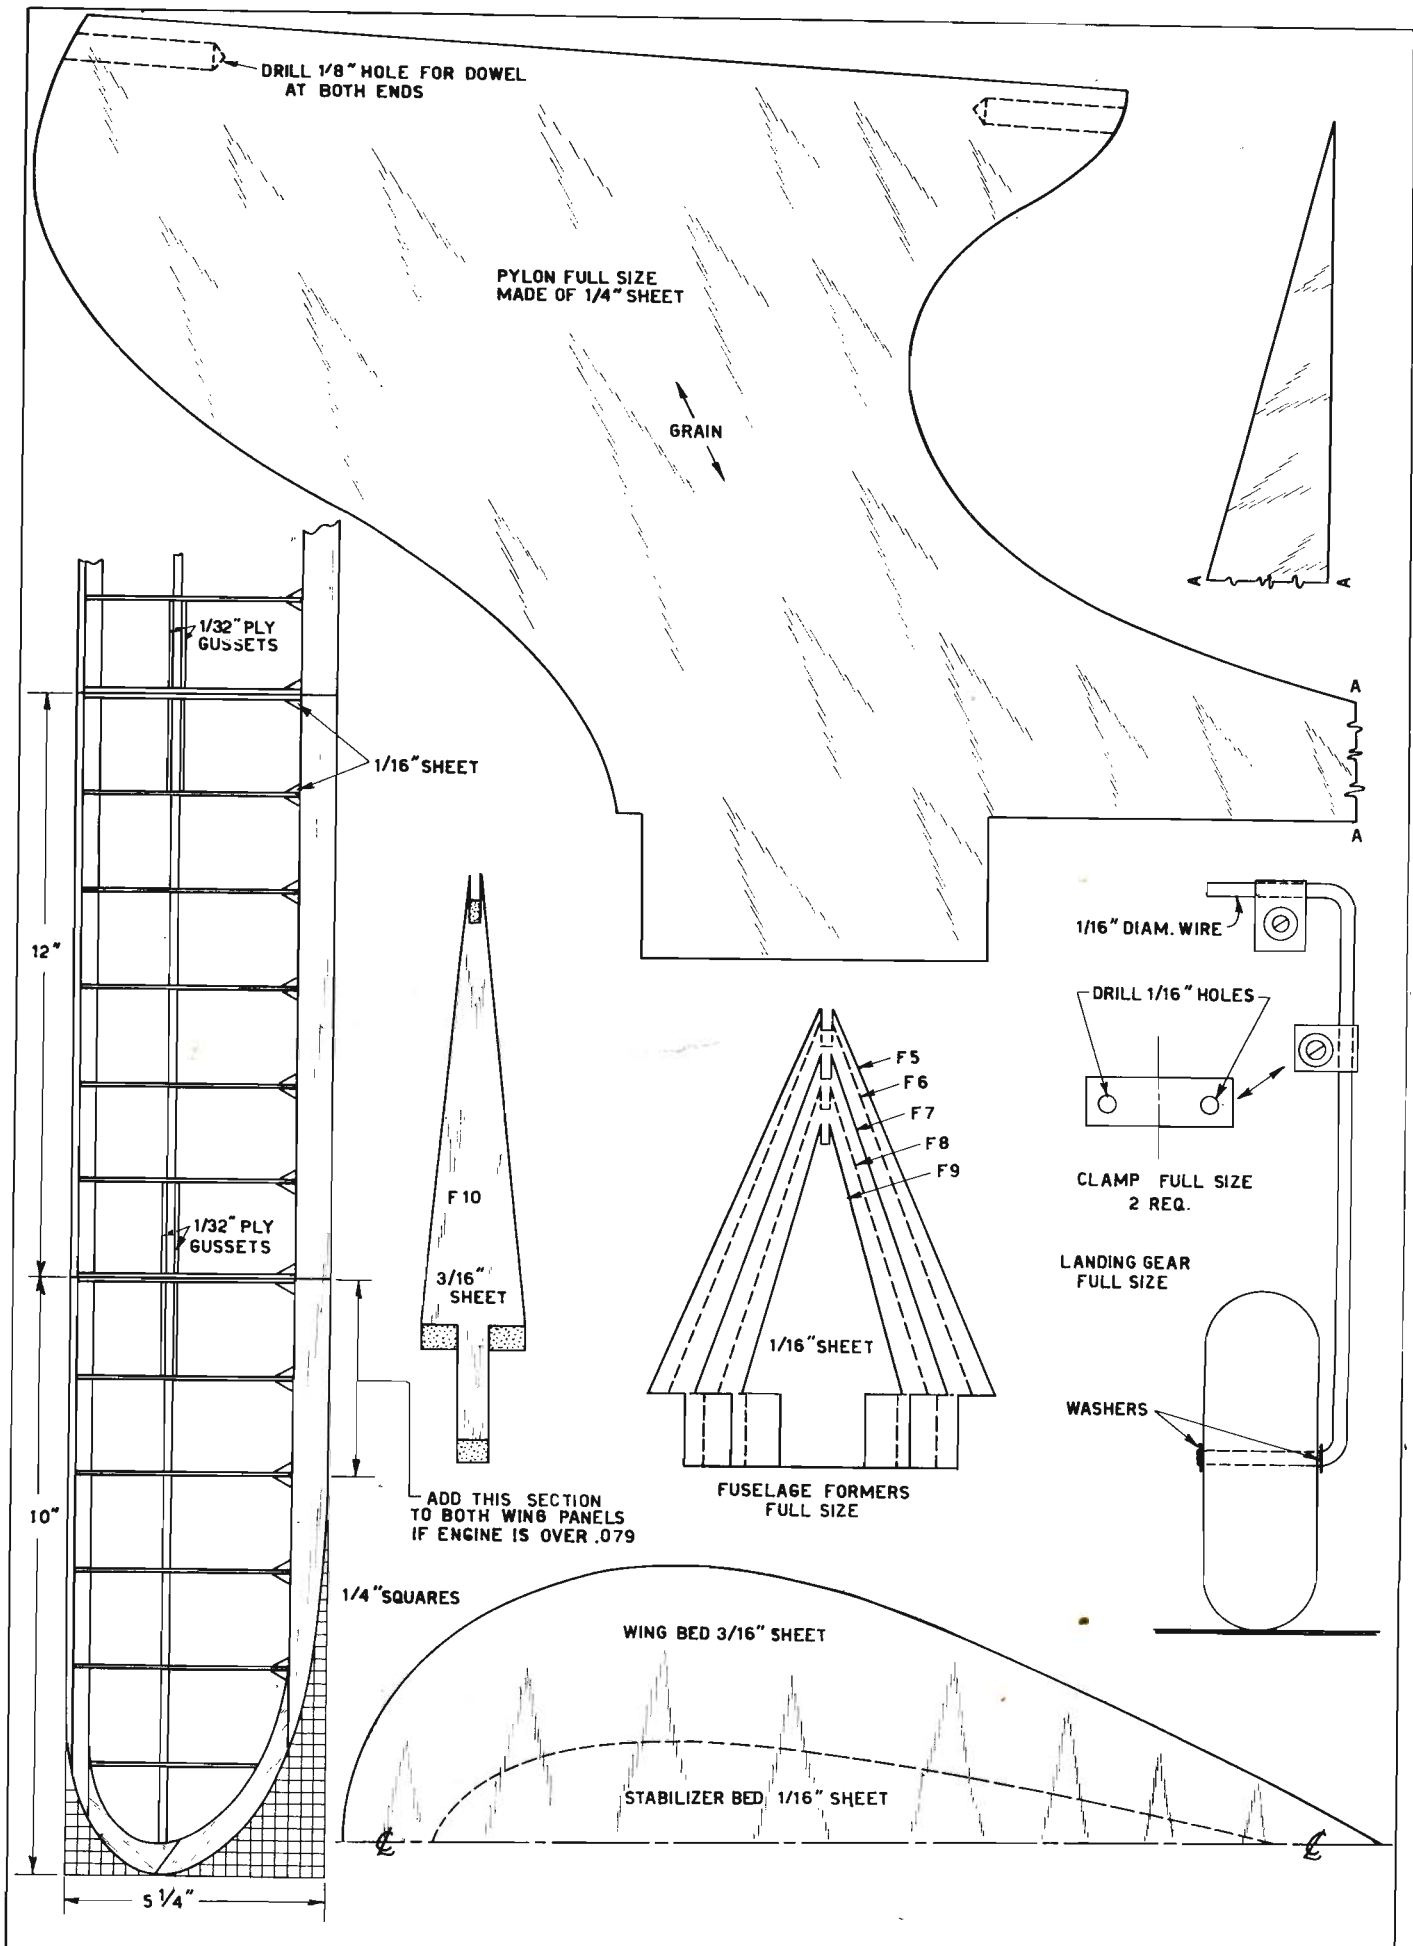 DRILL 1/8" HOLE FOR DOWEL
AT BOTH ENDS
PYLON FULL SIZE
MADE OF 1/4" SHEET
GRAIN
A
A
A
A
1/32" PLY
GUSSETS
1/16" SHEET
12"
1/32" PLY
GUSSETS
10"
5 1/4"
F10
3/16"
SHEET
ADD THIS SECTION
TO BOTH WING PANELS
IF ENGINE IS OVER .079
1/4" SQUARES
F5
F6
F7
F8
F9
1/16" SHEET
FUSELAGE FORMERS
FULL SIZE
1/16" DIAM. WIRE
DRILL 1/16" HOLES
CLAMP FULL SIZE
2 REQ.
LANDING GEAR
FULL SIZE
WASHERS
WING BED 3/16" SHEET
STABILIZER BED 1/16" SHEET
℄
℄